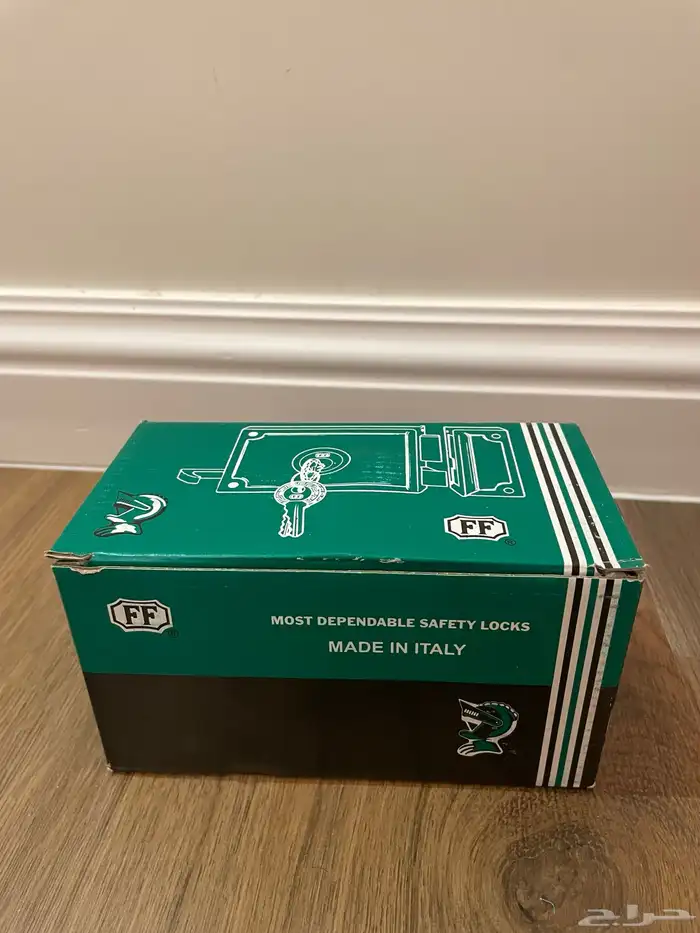 FF
®
FF
®
MOST DEPENDABLE SAFETY LOCKS
MADE IN ITALY
حراج